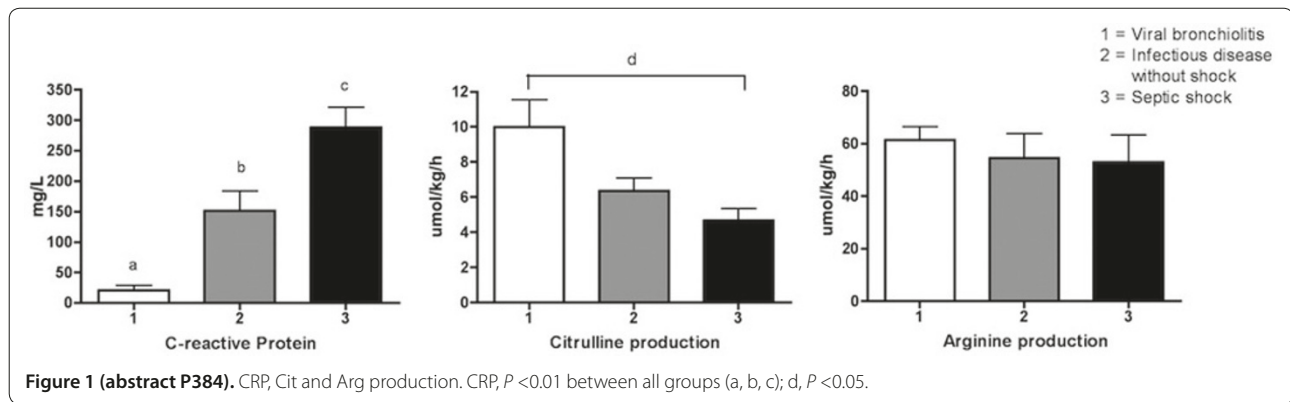 1 = Viral bronchiolitis
2 = Infectious disease
without shock
3 = Septic shock
350
300
250
200
150
100
50
0
mg/L
a
b
c
1
2
3
C-reactive Protein
12
10
8
6
4
2
0
umol/kg/h
d
1
2
3
Citrulline production
80
60
40
20
0
umol/kg/h
1
2
3
Arginine production
Figure 1 (abstract P384). CRP, Cit and Arg production. CRP, P <0.01 between all groups (a, b, c); d, P <0.05.